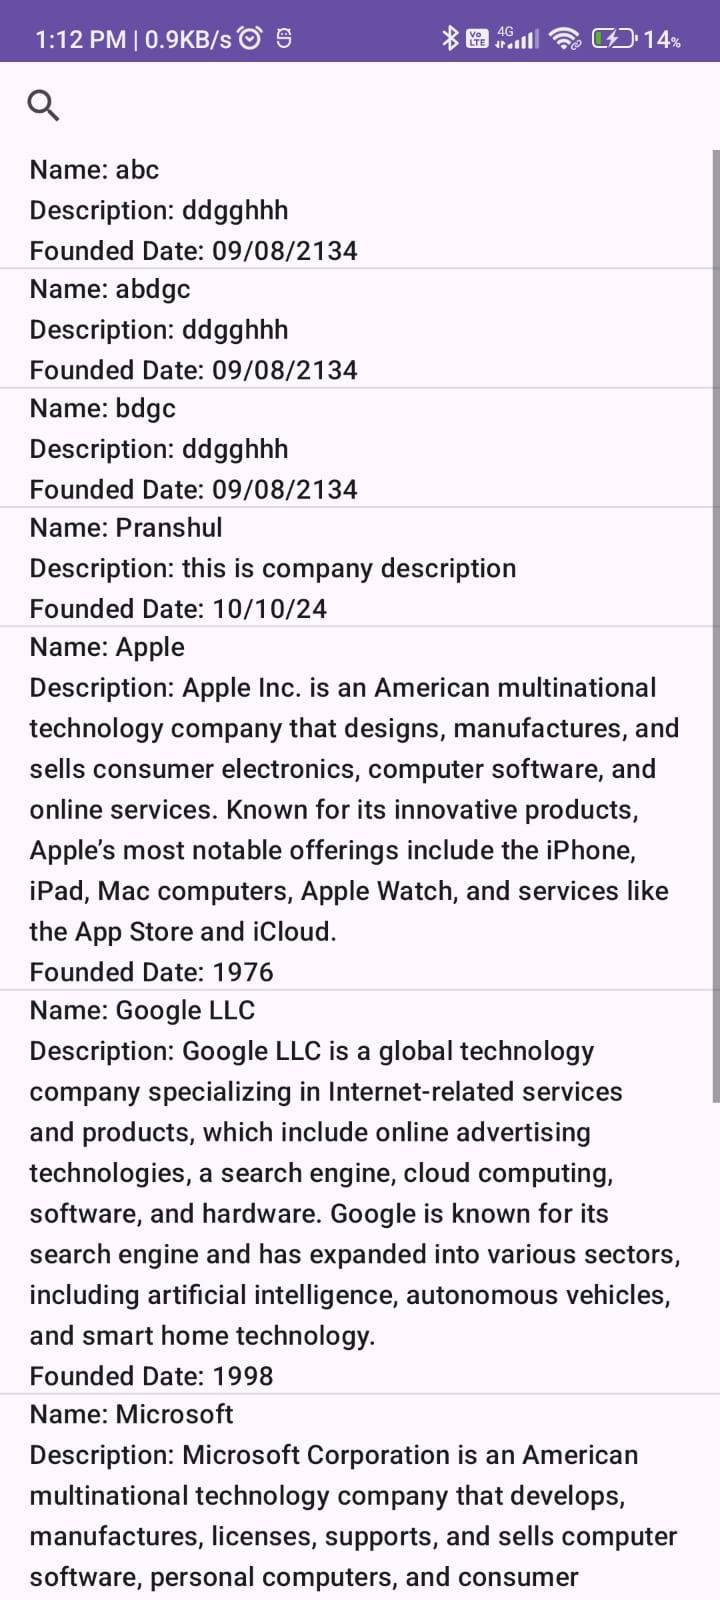 1:12 PM | 0.9KB/s
Vo LTE 4G 14%
Name: abc
Description: ddgghhh
Founded Date: 09/08/2134
Name: abdgc
Description: ddgghhh
Founded Date: 09/08/2134
Name: bdgc
Description: ddgghhh
Founded Date: 09/08/2134
Name: Pranshul
Description: this is company description
Founded Date: 10/10/24
Name: Apple
Description: Apple Inc. is an American multinational
technology company that designs, manufactures, and
sells consumer electronics, computer software, and
online services. Known for its innovative products,
Apple’s most notable offerings include the iPhone,
iPad, Mac computers, Apple Watch, and services like
the App Store and iCloud.
Founded Date: 1976
Name: Google LLC
Description: Google LLC is a global technology
company specializing in Internet-related services
and products, which include online advertising
technologies, a search engine, cloud computing,
software, and hardware. Google is known for its
search engine and has expanded into various sectors,
including artificial intelligence, autonomous vehicles,
and smart home technology.
Founded Date: 1998
Name: Microsoft
Description: Microsoft Corporation is an American
multinational technology company that develops,
manufactures, licenses, supports, and sells computer
software, personal computers, and consumer